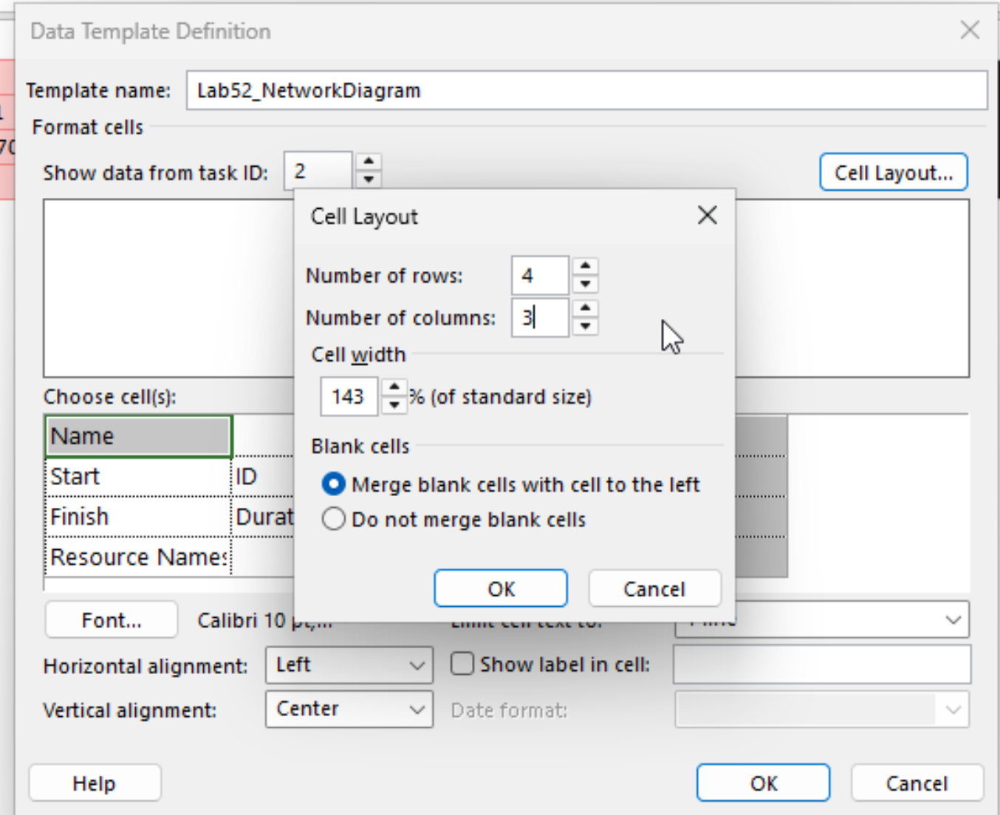 Data Template Definition
Template name: Lab52_NetworkDiagram
Format cells
Show data from task ID: 2
Cell Layout...
Cell Layout
Number of rows: 4
Number of columns: 3
Cell width
143 % (of standard size)
Blank cells
Merge blank cells with cell to the left
Do not merge blank cells
OK Cancel
Choose cell(s):
Name
Start ID
Finish Durat
Resource Names
Font... Calibri 10 pt,... Limit cell text to: 1 line
Horizontal alignment: Left Show label in cell:
Vertical alignment: Center Date format:
Help OK Cancel